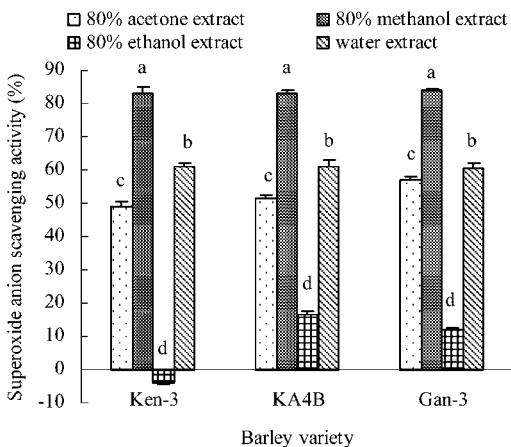 80% acetone extract 80% methanol extract
80% ethanol extract water extract
Superoxide anion scavenging activity (%)
90
80
70
60
50
40
30
20
10
0
-10
a a a
b b b
c c c
d d d
Ken-3 KA4B Gan-3
Barley variety